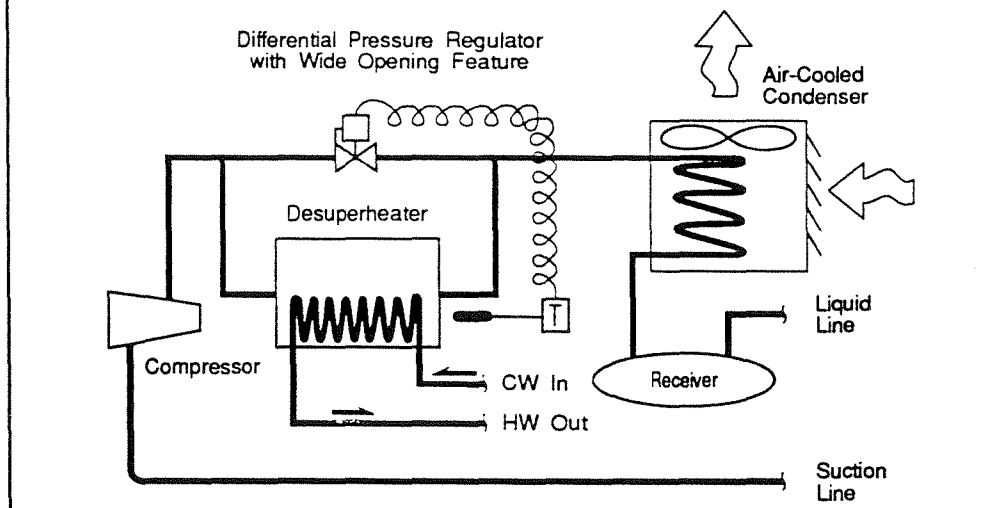 Differential Pressure Regulator
with Wide Opening Feature
Air-Cooled
Condenser
Desuperheater
T
Compressor
CW In
HW Out
Receiver
Liquid
Line
Suction
Line